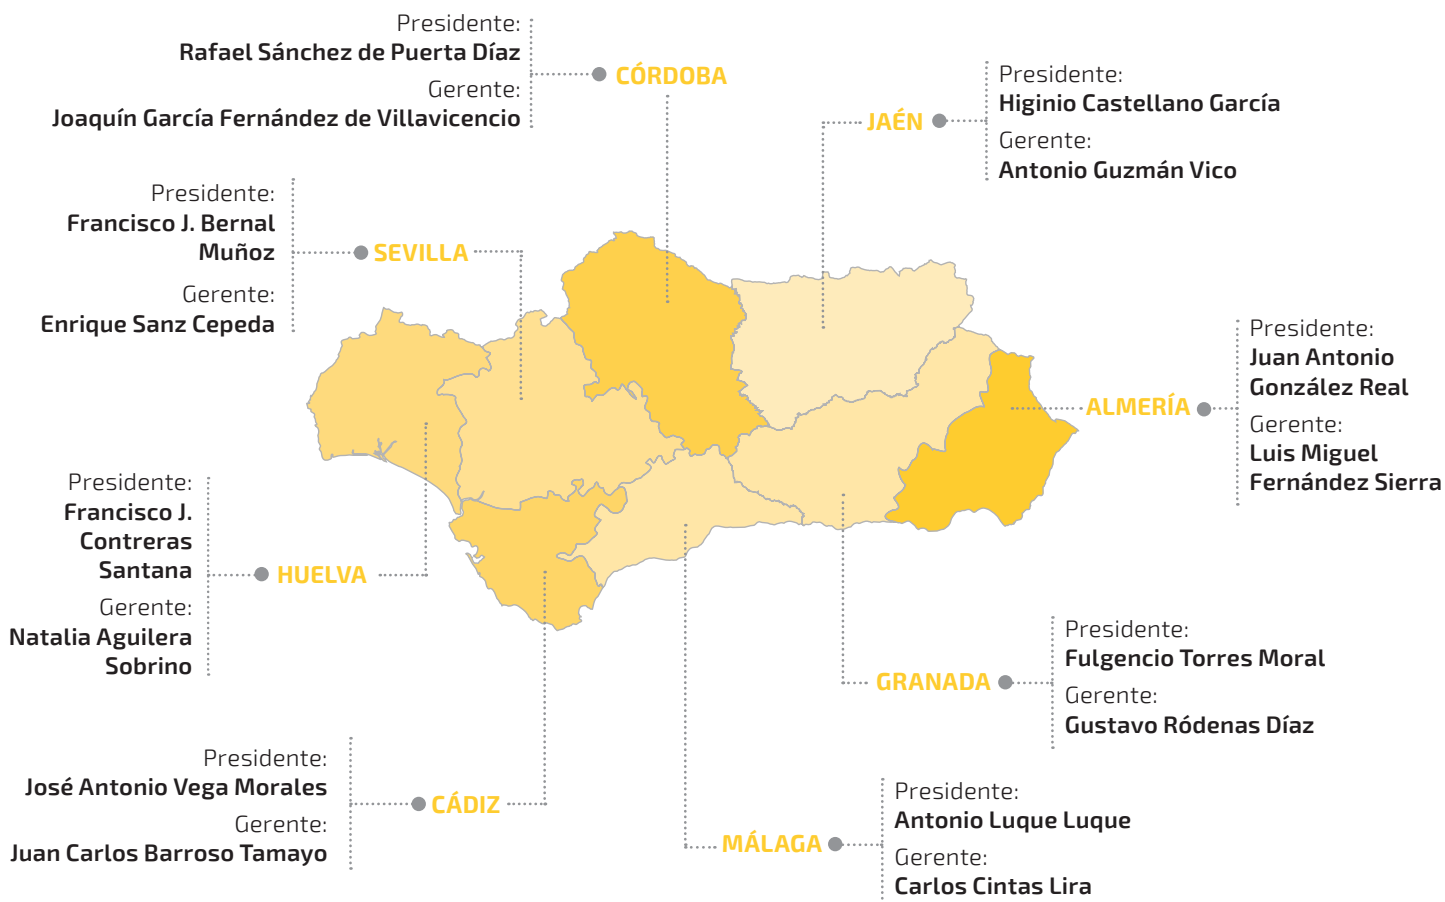 Presidente:
Rafael Sánchez de Puerta Díaz
Gerente:
Joaquín García Fernández de Villavicencio
CÓRDOBA
JAÉN
Presidente:
Higinio Castellano García
Gerente:
Antonio Guzmán Vico
Presidente:
Francisco J. Bernal
Muñoz
Gerente:
Enrique Sanz Cepeda
SEVILLA
ALMERÍA
Presidente:
Juan Antonio
González Real
Gerente:
Luis Miguel
Fernández Sierra
Presidente:
Francisco J.
Contreras
Santana
Gerente:
Natalia Aguilera
Sobrino
HUELVA
GRANADA
Presidente:
Fulgencio Torres Moral
Gerente:
Gustavo Ródenas Díaz
Presidente:
José Antonio Vega Morales
Gerente:
Juan Carlos Barroso Tamayo
CÁDIZ
MÁLAGA
Presidente:
Antonio Luque Luque
Gerente:
Carlos Cintas Lira